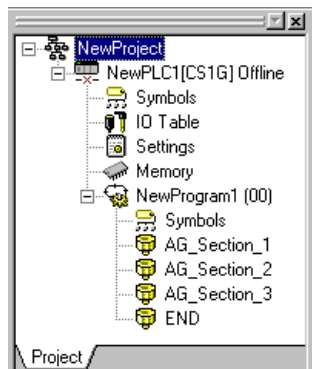 NewProject
NewPLC1[CS1G] Offline
Symbols
IO Table
Settings
Memory
NewProgram1 (00)
Symbols
AG_Section_1
AG_Section_2
AG_Section_3
END
Project